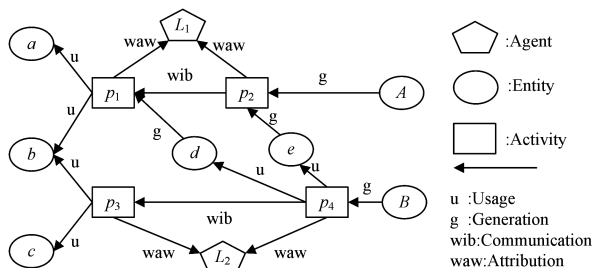 L1
:Agent
a
waw
waw
u
wib
g
p1
p2
A
:Entity
u
g
g
:Activity
b
d
e
u
u
u
g
u :Usage
p3
p4
B
g :Generation
u
wib
wib:Communication
c
waw
L2
waw
waw:Attribution